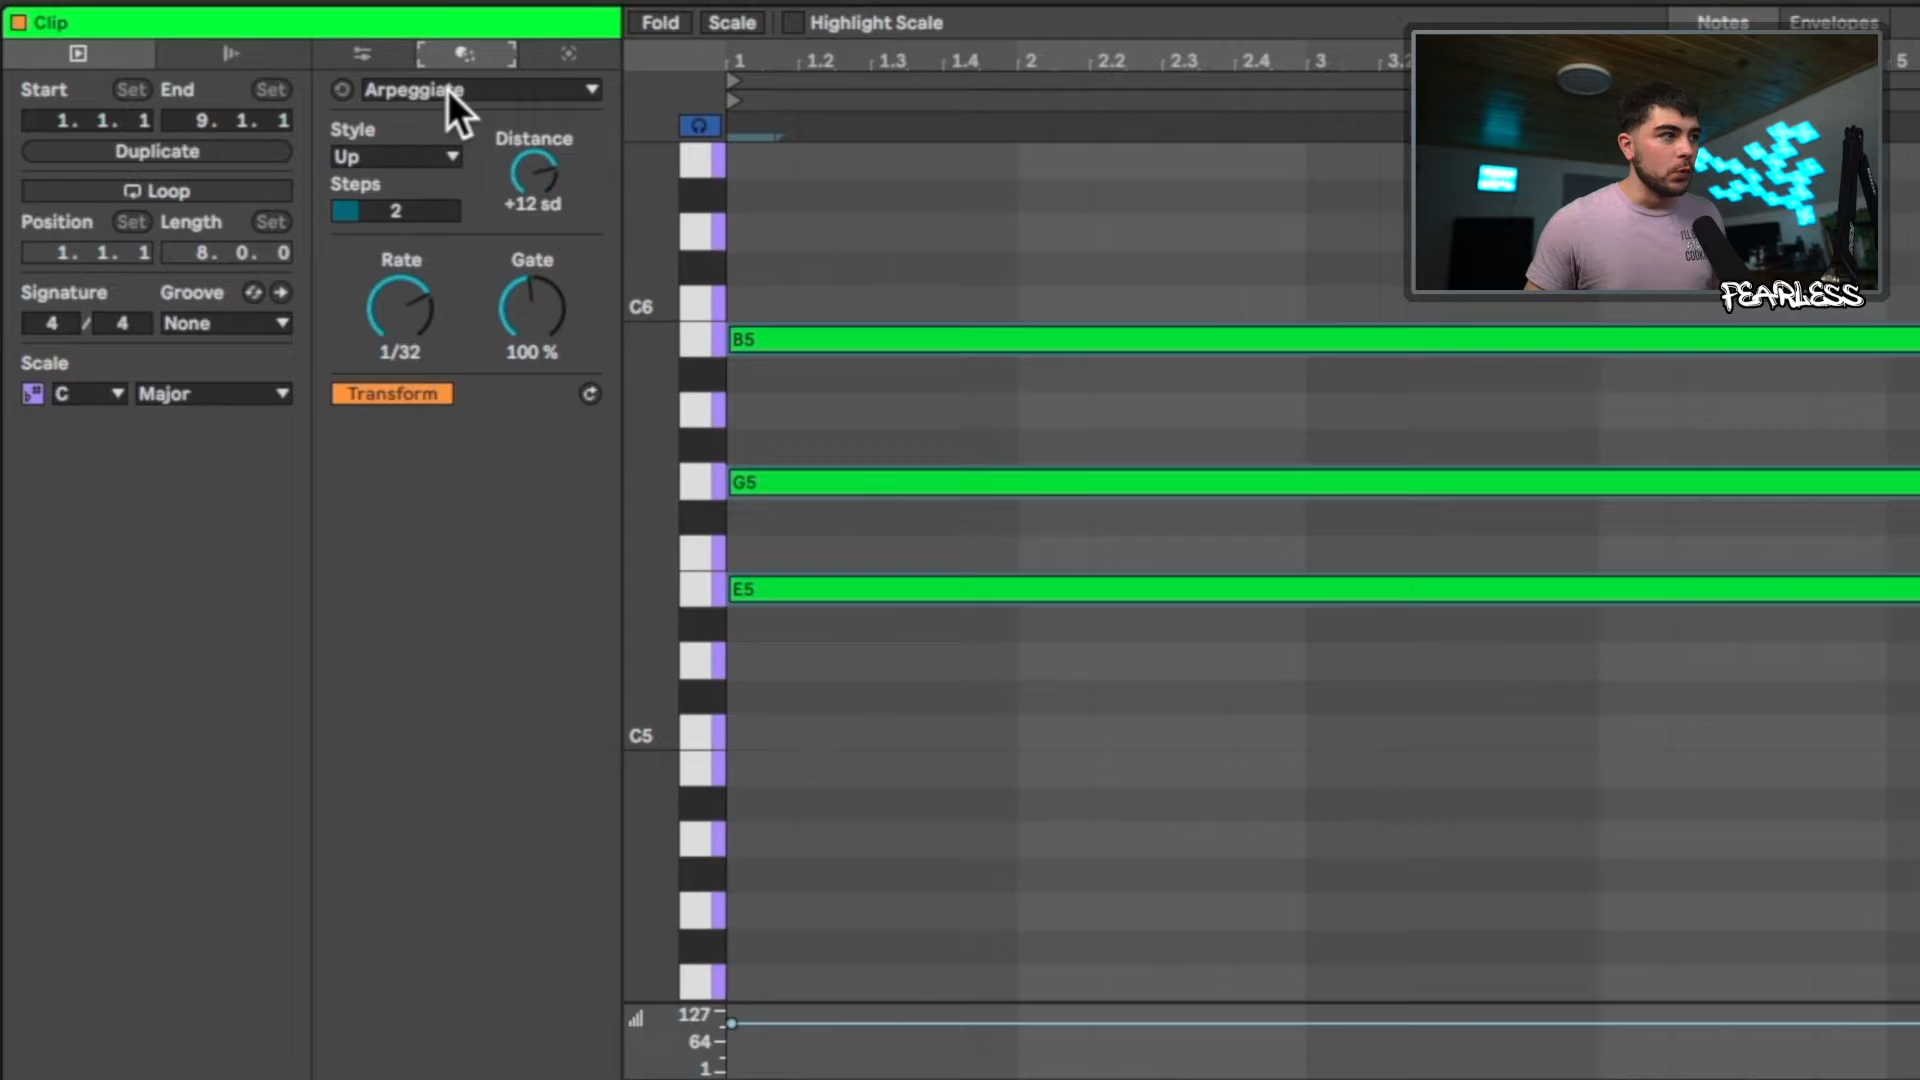 Clip
Fold Scale Highlight Scale Notes Envelopes
1 1.2 1.3 1.4 2 2.2 2.3 2.4 3 3.2 5
Start Set End Set
1. 1. 1 9. 1. 1
Duplicate
Loop
Position Set Length Set
1. 1. 1 8. 0. 0
Signature Groove
4 / 4 None
Scale
C Major
Arpeggiate
Style
Up
Distance
+12 sd
Steps
2
Rate Gate
1/32 100 %
Transform
C6
B5
G5
E5
C5
127
64
1
FEARLESS